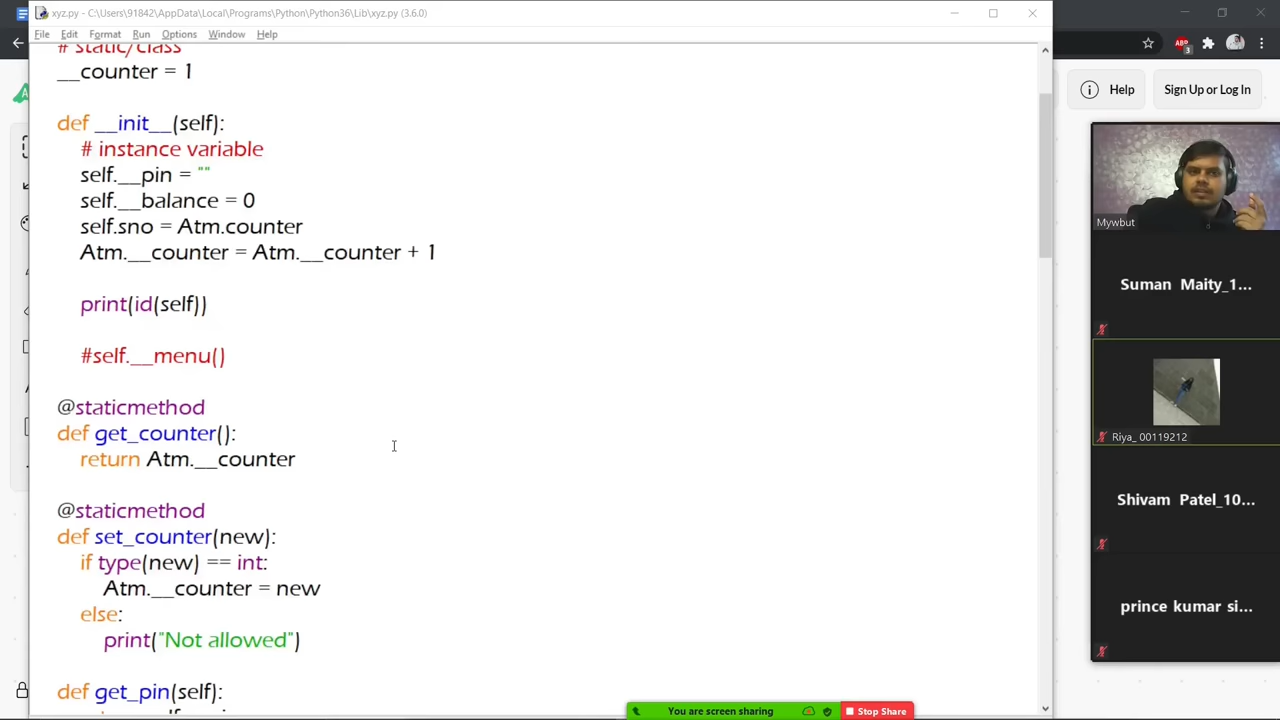 xyz.py - C:\Users\91842\AppData\Local\Programs\Python\Python36\Lib\xyz.py (3.6.0)
File Edit Format Run Options Window Help
# static/class
__counter = 1
def __init__(self):
# instance variable
self.__pin = ""
self.__balance = 0
self.sno = Atm.counter
Atm.__counter = Atm.__counter + 1
print(id(self))
#self.__menu()
@staticmethod
def get_counter():
return Atm.__counter
@staticmethod
def set_counter(new):
if type(new) == int:
Atm.__counter = new
else:
print("Not allowed")
def get_pin(self):
You are screen sharing
Stop Share
ABP
3
Help
Sign Up or Log In
Mywbut
Suman Maity_1...
Riya_ 00119212
Shivam Patel_10...
prince kumar si...